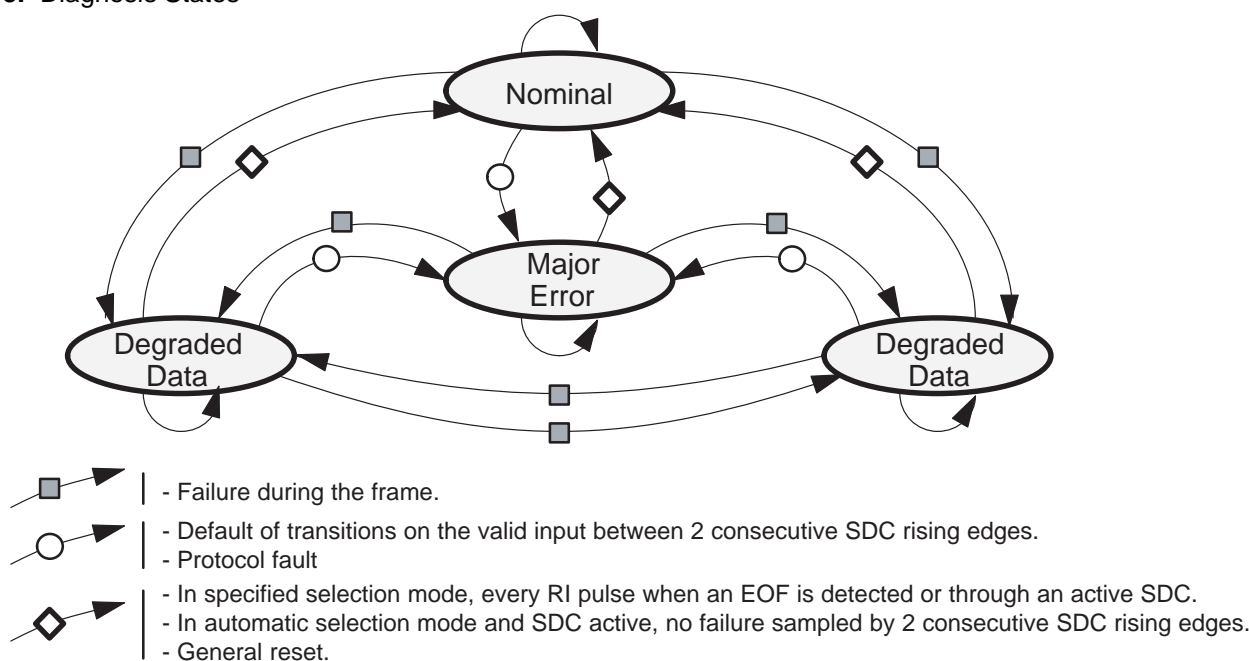 Diagnosis States
Nominal
Major
Error
Degraded
Data
Degraded
Data
- Failure during the frame.
- Default of transitions on the valid input between 2 consecutive SDC rising edges.
- Protocol fault
- In specified selection mode, every RI pulse when an EOF is detected or through an active SDC.
- In automatic selection mode and SDC active, no failure sampled by 2 consecutive SDC rising edges.
- General reset.